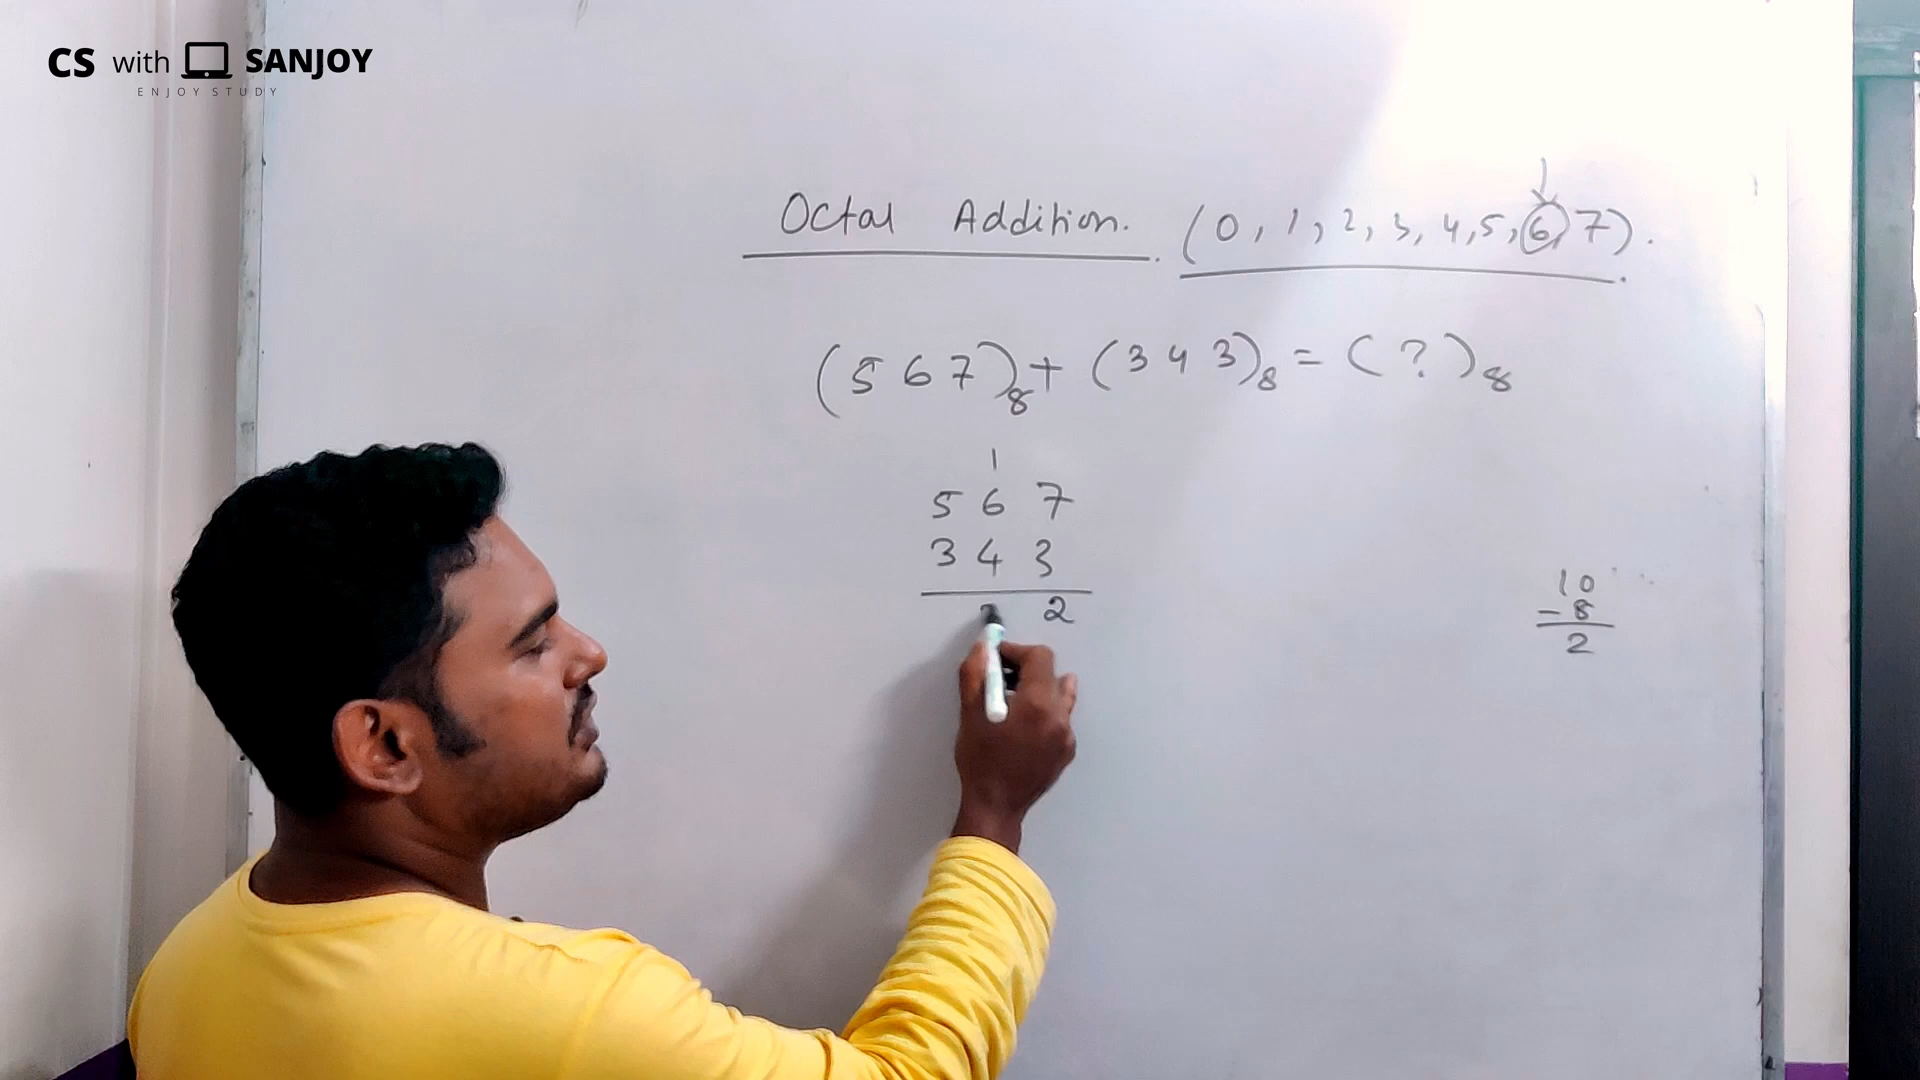 CS with SANJOY
ENJOY STUDY
Octal Addition. (0, 1, 2, 3, 4, 5, 6, 7).
(5 6 7)₈ + (3 4 3)₈ = (?)₈
1
5 6 7
3 4 3
2
10
- 8
2